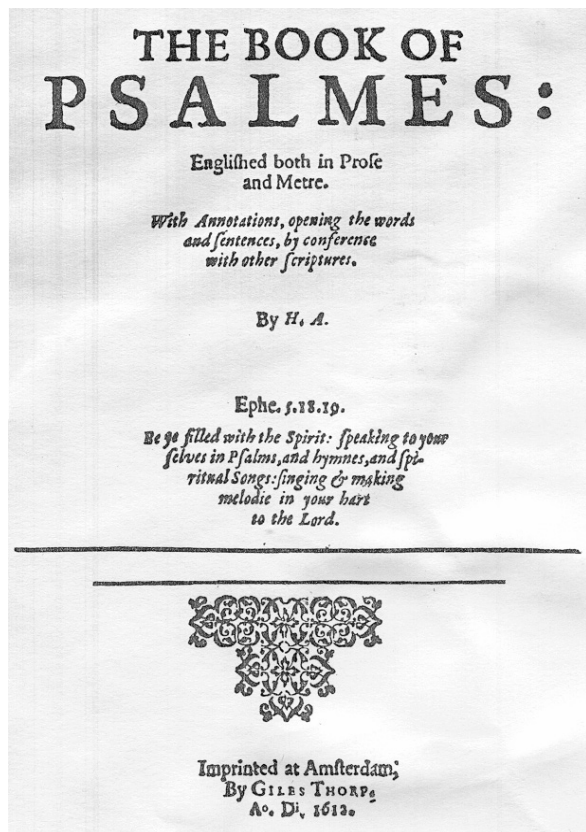 THE BOOK OF
PSALMES:
Engliſhed both in Proſe
and Metre.
With Annotations, opening the words
and ſentences, by conference
with other ſcriptures.
By H. A.
Ephe. 5.18.19.
Be ye filled with the Spirit: ſpeaking to your
ſelves in Pſalms, and hymnes, and ſpi-
ritual Songs: ſinging & making
melodie in your hart
to the Lord.
Imprinted at Amſterdam;
By GILES THORP.
Ao. Di. 1612.